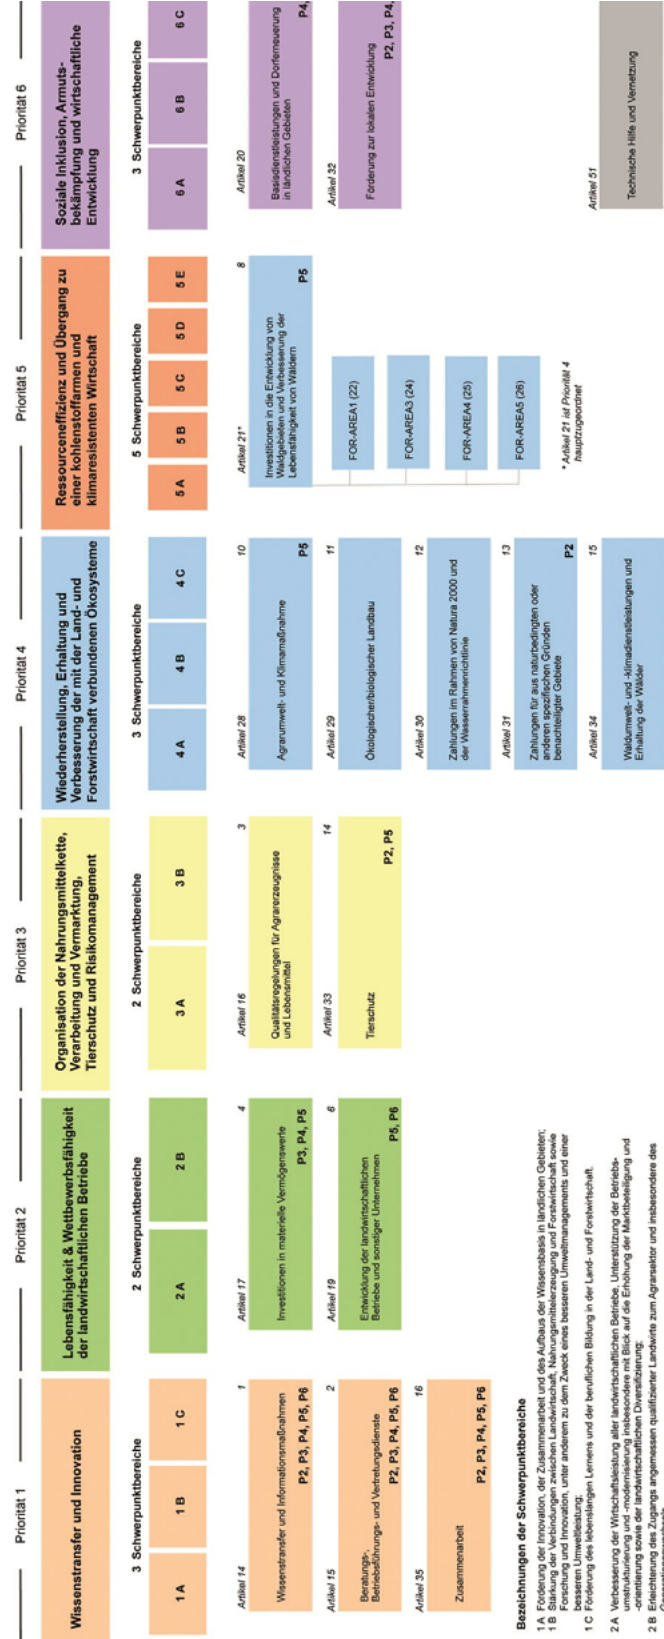 Priorität 1
Wissenstransfer und Innovation
3 Schwerpunktbereiche
1 A
1 B
1 C
Artikel 14
1
Wissenstransfer und Informationsmaßnahmen
P2, P3, P4, P5, P6
Artikel 15
2
Beratungs-,
Betriebsführungs- und Vertretungsdienste
P2, P3, P4, P5, P6
Artikel 35
16
Zusammenarbeit
P2, P3, P4, P5, P6
Priorität 2
Lebensfähigkeit & Wettbewerbsfähigkeit
der landwirtschaftlichen Betriebe
2 Schwerpunktbereiche
2 A
2 B
Artikel 17
4
Investitionen in materielle Vermögenswerte
P3, P4, P5
Artikel 19
6
Entwicklung der landwirtschaftlichen
Betriebe und sonstiger Unternehmen
P5, P6
Priorität 3
Organisation der Nahrungsmittelkette,
Verarbeitung und Vermarktung,
Tierschutz und Risikomanagement
2 Schwerpunktbereiche
3 A
3 B
Artikel 16
3
Qualitätsregelungen für Agrarerzeugnisse
und Lebensmittel
Artikel 33
14
Tierschutz
P2, P5
Priorität 4
Wiederherstellung, Erhaltung und
Verbesserung der mit der Land- und
Forstwirtschaft verbundenen Ökosysteme
3 Schwerpunktbereiche
4 A
4 B
4 C
Artikel 28
10
Agrarumwelt- und Klimamaßnahme
P5
Artikel 29
11
Ökologischer/biologischer Landbau
Artikel 30
12
Zahlungen im Rahmen von Natura 2000 und
der Wasserrahmenrichtlinie
Artikel 31
13
Zahlungen für aus naturbedingten oder
anderen spezifischen Gründen
benachteiligter Gebiete
P2
Artikel 34
15
Waldumwelt- und -klimadienstleistungen und
Erhaltung der Wälder
Priorität 5
Ressourceneffizienz und Übergang zu
einer kohlenstoffarmen und
klimaresistenten Wirtschaft
5 Schwerpunktbereiche
5 A
5 B
5 C
5 D
5 E
Artikel 21*
8
Investitionen in die Entwicklung von
Waldgebieten und Verbesserung der
Lebensfähigkeit von Wäldern
P5
FOR-AREA1 (22)
FOR-AREA3 (24)
FOR-AREA4 (25)
FOR-AREA5 (26)
* Artikel 21 ist Priorität 4
hauptzugeordnet
Priorität 6
Soziale Inklusion, Armuts-
bekämpfung und wirtschaftliche
Entwicklung
3 Schwerpunktbereiche
6 A
6 B
6 C
Artikel 20
Basisdienstleistungen und Dorferneuerung
in ländlichen Gebieten
P4,
Artikel 32
Förderung zur lokalen Entwicklung
P2, P3, P4,
Artikel 51
Technische Hilfe und Vernetzung
Bezeichnungen der Schwerpunktbereiche
1 A Förderung der Innovation, der Zusammenarbeit und des Aufbaus der Wissensbasis in ländlichen Gebieten;
1 B Stärkung der Verbindungen zwischen Landwirtschaft, Nahrungsmittelerzeugung und Forstwirtschaft sowie
Forschung und Innovation, unter anderem zu dem Zweck eines besseren Umweltmanagements und einer
besseren Umweltleistung;
1 C Förderung des lebenslangen Lernens und der beruflichen Bildung in der Land- und Forstwirtschaft.
2 A Verbesserung der Wirtschaftsleistung aller landwirtschaftlichen Betriebe, Unterstützung der Betriebs-
umstrukturierung und -modernisierung insbesondere mit Blick auf die Erhöhung der Marktbeteiligung und
-orientierung sowie der landwirtschaftlichen Diversifizierung;
2 B Erleichterung des Zugangs angemessen qualifizierter Landwirte zum Agrarsektor und insbesondere des